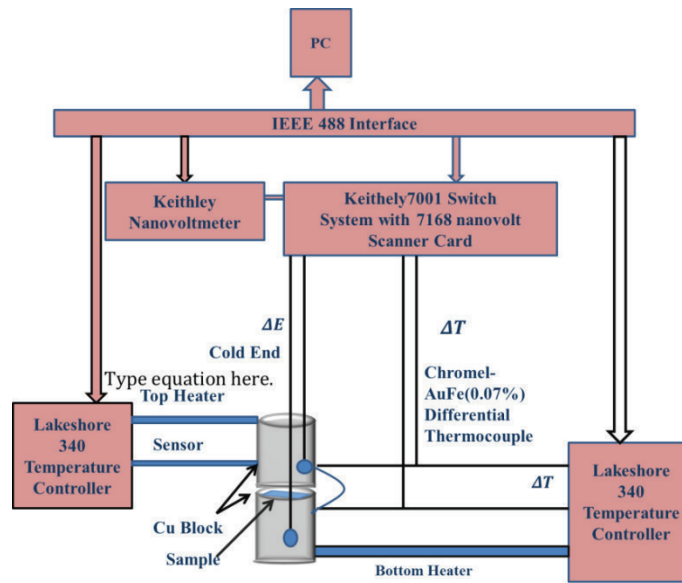 PC
IEEE 488 Interface
Keithley
Nanovoltmeter
Keithely7001 Switch
System with 7168 nanovolt
Scanner Card
ΔE
Cold End
ΔT
Chromel-
AuFe(0.07%)
Differential
Thermocouple
Type equation here.
Top Heater
Sensor
Lakeshore
340
Temperature
Controller
Cu Block
Sample
ΔT
Lakeshore
340
Temperature
Controller
Bottom Heater